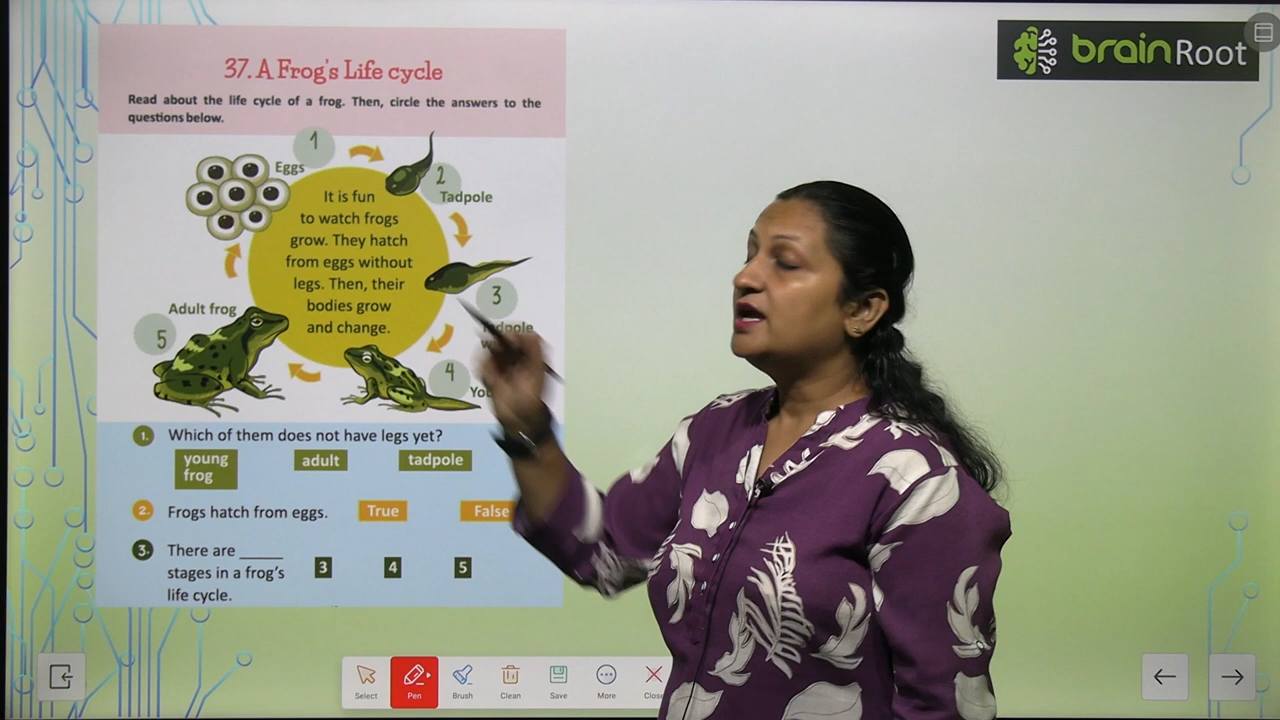 37. A Frog's Life cycle
Read about the life cycle of a frog. Then, circle the answers to the
questions below.
1
Eggs
2
Tadpole
3
Tadpole
4
5
Adult frog
It is fun
to watch frogs
grow. They hatch
from eggs without
legs. Then, their
bodies grow
and change.
1. Which of them does not have legs yet?
young
frog
adult
tadpole
2. Frogs hatch from eggs.
True
False
3. There are _____
stages in a frog's
life cycle.
3
4
5
brainRoot
Select
Pen
Brush
Clean
Save
More